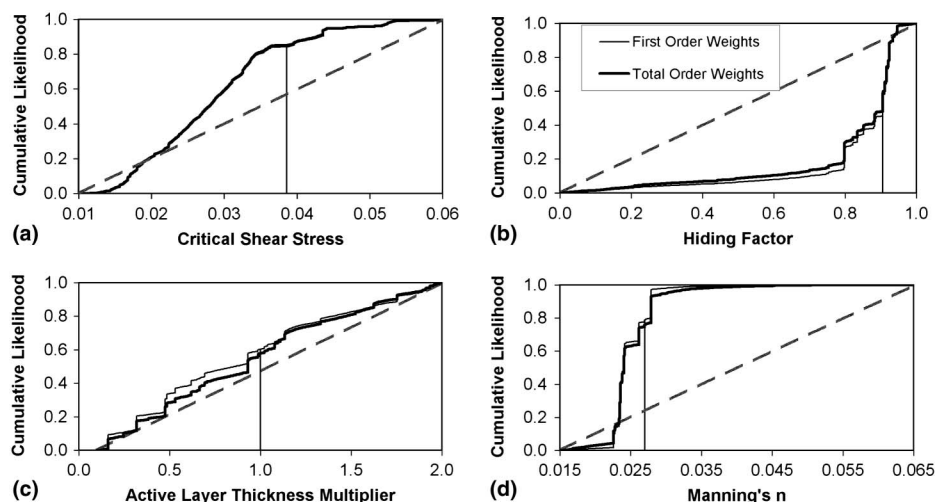 Cumulative Likelihood
1.0
0.8
0.6
0.4
0.2
0.0
0.01 0.02 0.03 0.04 0.05 0.06
(a) Critical Shear Stress
Cumulative Likelihood
1.0
0.8
0.6
0.4
0.2
0.0
First Order Weights
Total Order Weights
0.0 0.2 0.4 0.6 0.8 1.0
(b) Hiding Factor
Cumulative Likelihood
1.0
0.8
0.6
0.4
0.2
0.0
0.0 0.5 1.0 1.5 2.0
(c) Active Layer Thickness Multiplier
Cumulative Likelihood
1.0
0.8
0.6
0.4
0.2
0.0
0.015 0.025 0.035 0.045 0.055 0.065
(d) Manning's n